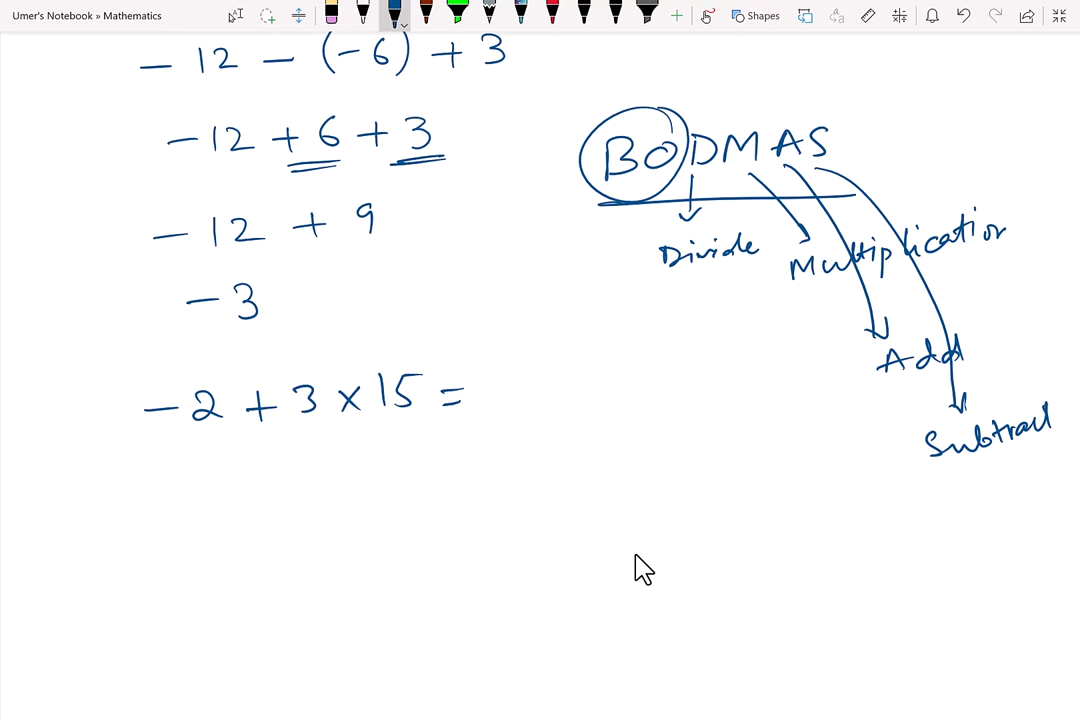 Umer's Notebook » Mathematics
Shapes
- 12 - (-6) + 3
-12 + 6 + 3
- 12 + 9
- 3
- 2 + 3 × 15 =
BODMAS
Divide
Multiplication
Add
Subtract